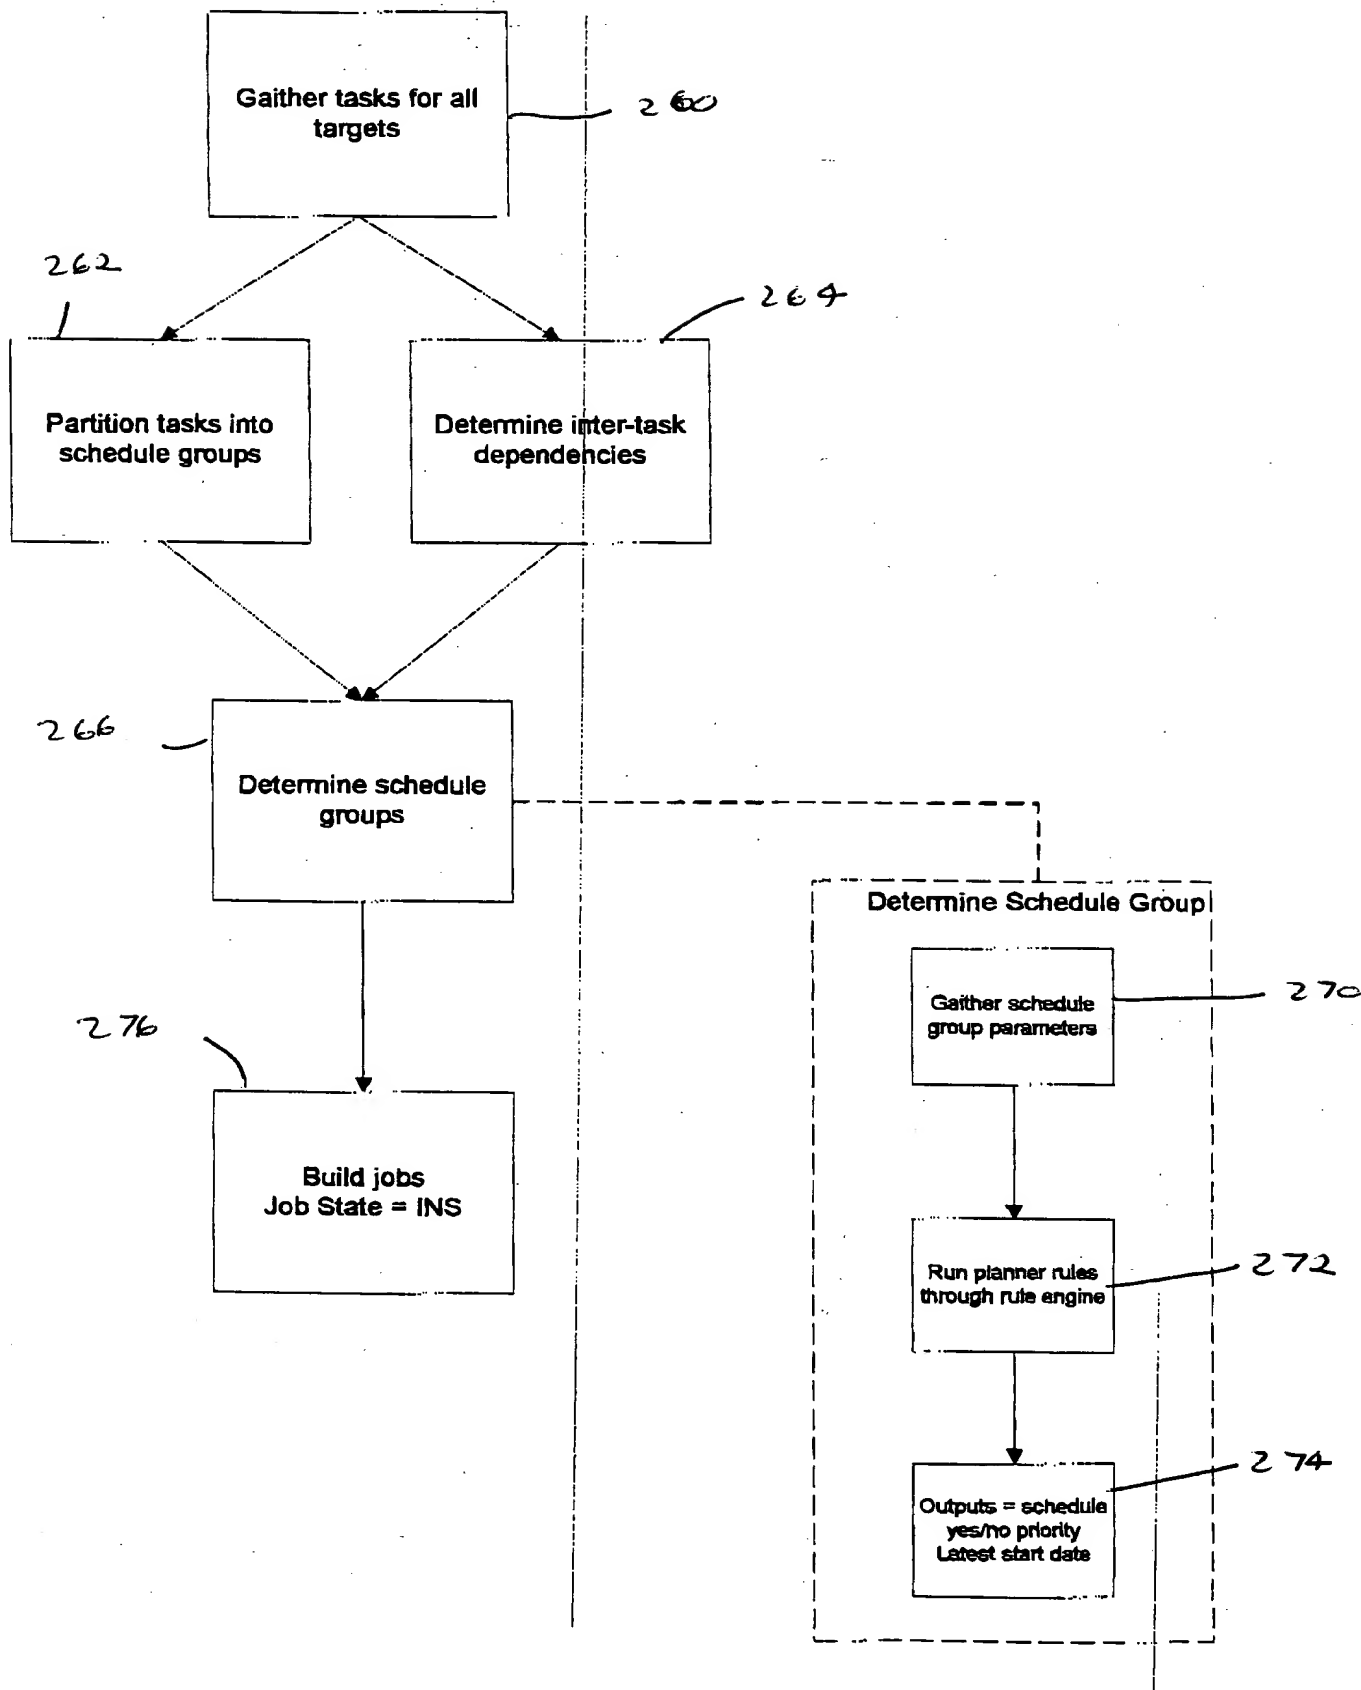 Gaither tasks for all
targets
260
262
264
Partition tasks into
schedule groups
Determine inter-task
dependencies
266
Determine schedule
groups
Determine Schedule Group
Gaither schedule
group parameters
270
276
Build jobs
Job State = INS
Run planner rules
through rule engine
272
274
Outputs = schedule
yes/no priority
Latest start date